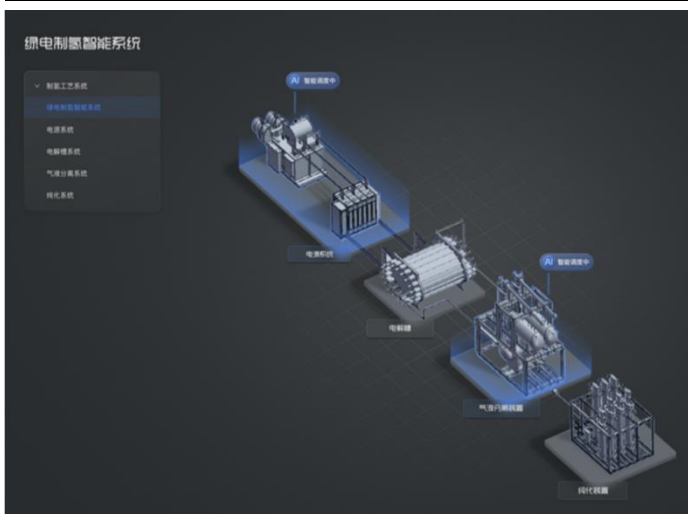 绿电制氢智能系统
制氢工艺系统
绿电制氢智能系统
电源系统
电解槽系统
气液分离系统
纯化系统
AI 智能调度中
电源系统
AI 智能调度中
电解槽
气液分离装置
纯化装置